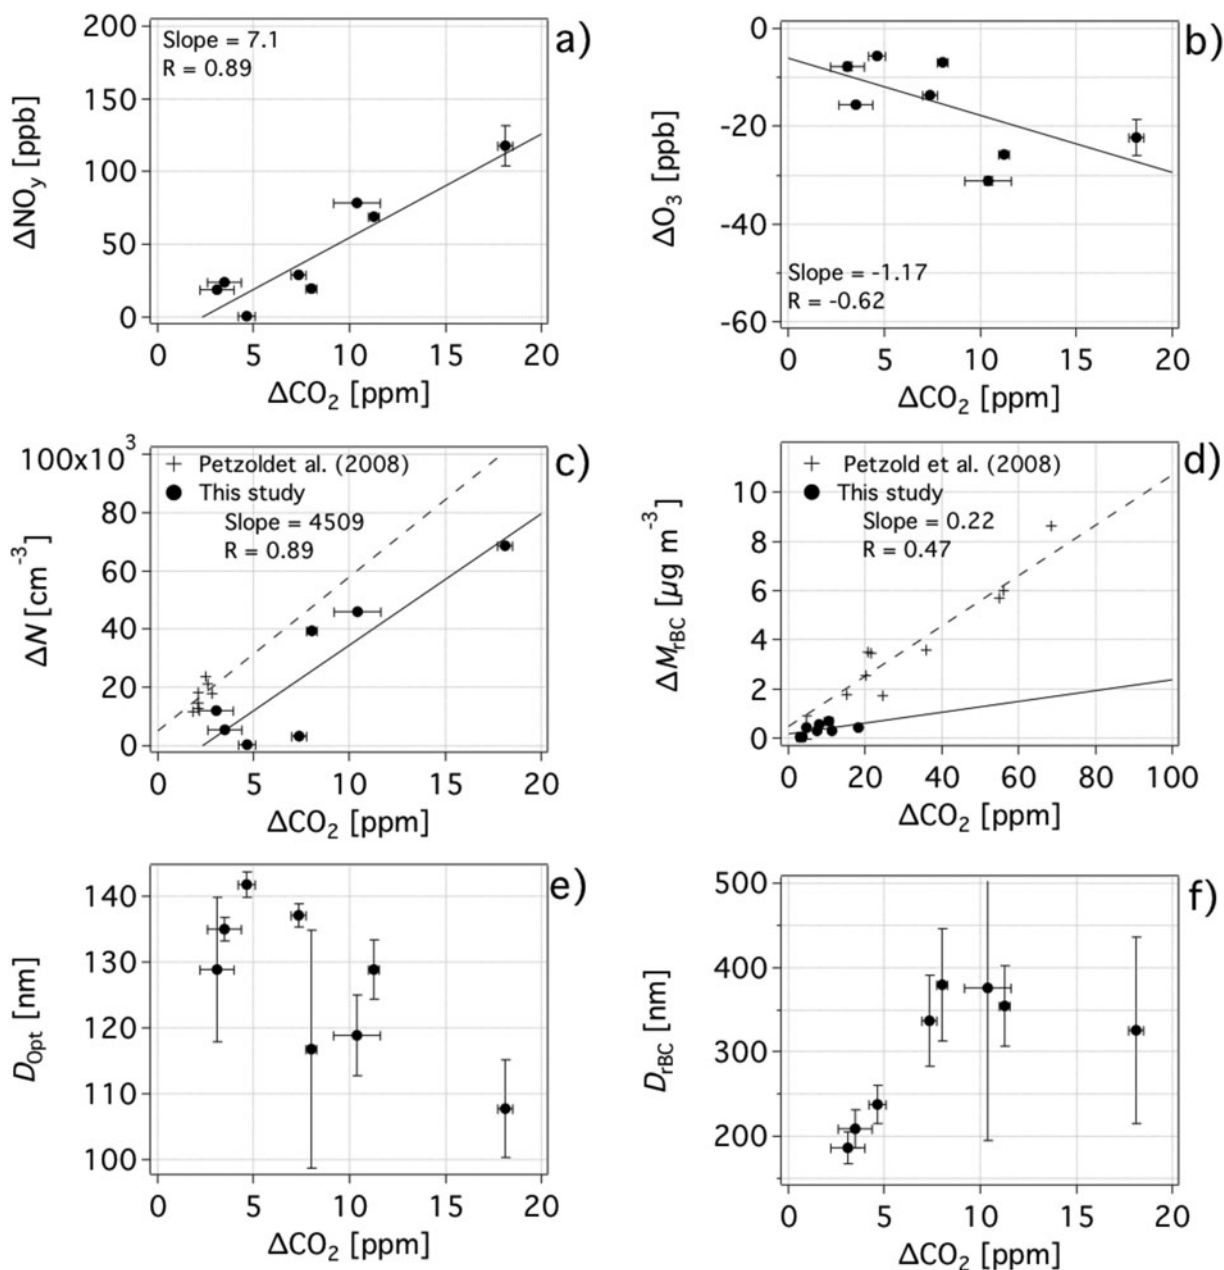 a)
Slope = 7.1
R = 0.89
200
150
100
50
0
ΔNOy [ppb]
0 5 10 15 20
ΔCO2 [ppm]
b)
0
-20
-40
-60
ΔO3 [ppb]
Slope = -1.17
R = -0.62
0 5 10 15 20
ΔCO2 [ppm]
c)
100x10^3
80
60
40
20
0
ΔN [cm^-3]
+ Petzoldet al. (2008)
● This study
Slope = 4509
R = 0.89
0 5 10 15 20
ΔCO2 [ppm]
d)
10
8
6
4
2
0
ΔMrBC [µg m^-3]
+ Petzold et al. (2008)
● This study
Slope = 0.22
R = 0.47
0 20 40 60 80 100
ΔCO2 [ppm]
e)
140
130
120
110
100
DOpt [nm]
0 5 10 15 20
ΔCO2 [ppm]
f)
500
400
300
200
DrBC [nm]
0 5 10 15 20
ΔCO2 [ppm]